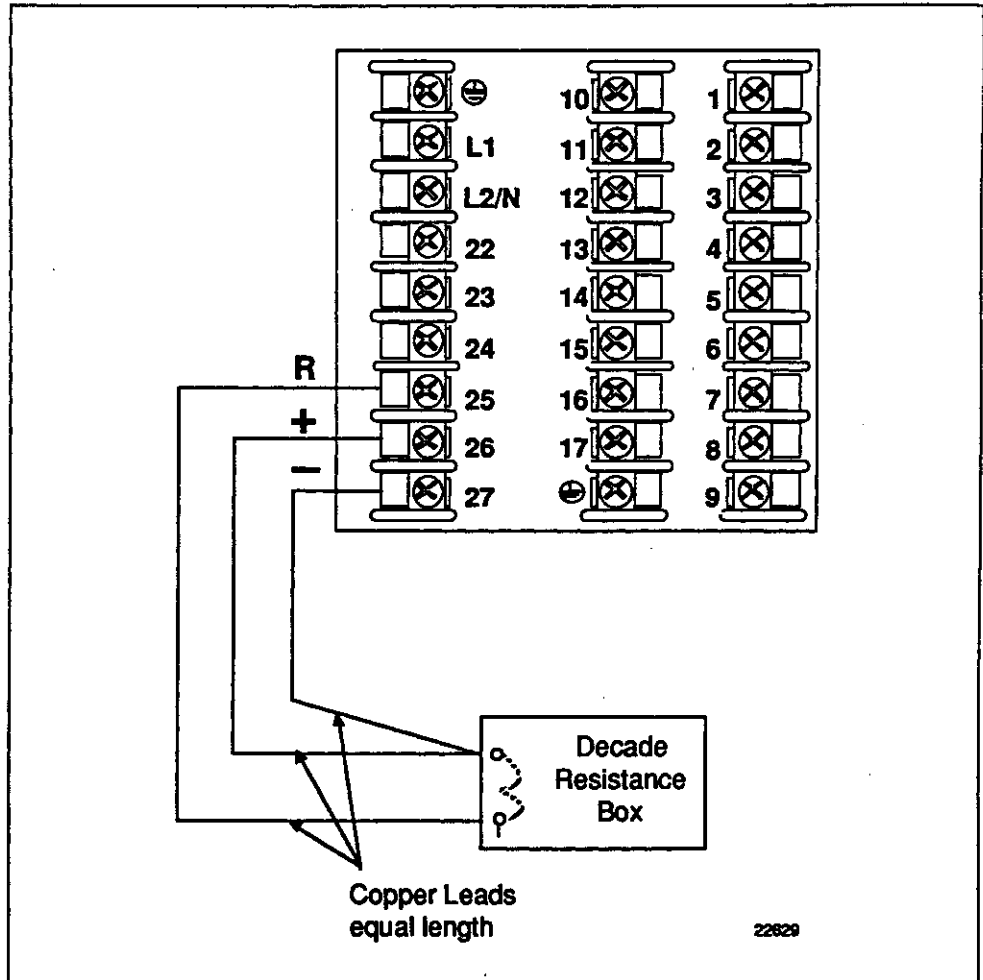 10 1
L1 11 2
L2/N 12 3
22 13 4
23 14 5
24 15 6
R 25 16 7
+ 26 17 8
− 27 9
Decade
Resistance
Box
Copper Leads
equal length
22629